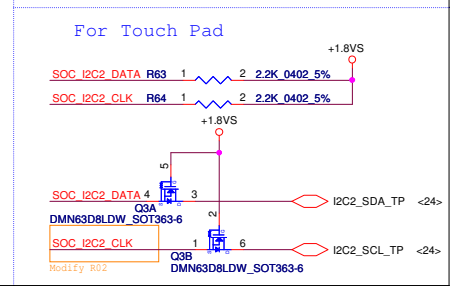 For Touch Pad
+1.8VS
SOC_I2C2_DATA R63 1 2 2.2K_0402_5%
SOC_I2C2_CLK R64 1 2 2.2K_0402_5%
+1.8VS
5
SOC_I2C2_DATA 4 3 I2C2_SDA_TP <24>
Q3A
DMN63D8LDW_SOT363-6
2
SOC_I2C2_CLK 1 6 I2C2_SCL_TP <24>
Q3B
Modify R02 DMN63D8LDW_SOT363-6